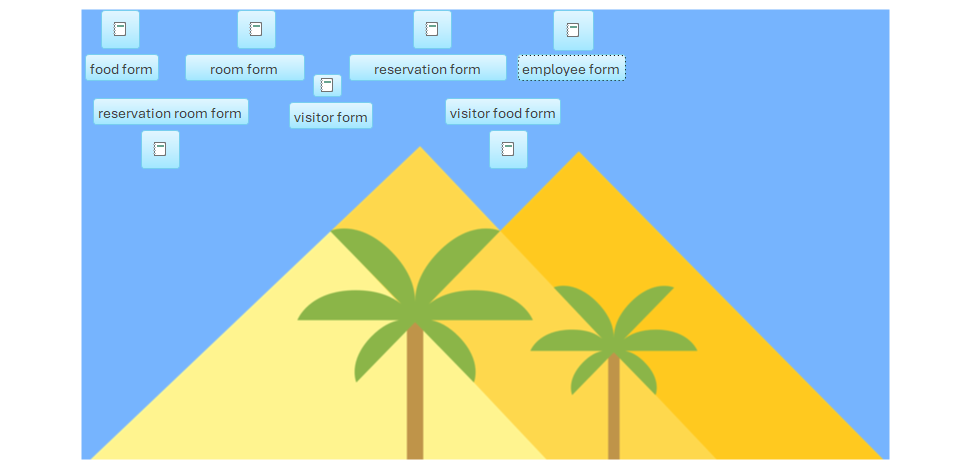 food form
room form
reservation form
employee form
reservation room form
visitor form
visitor food form